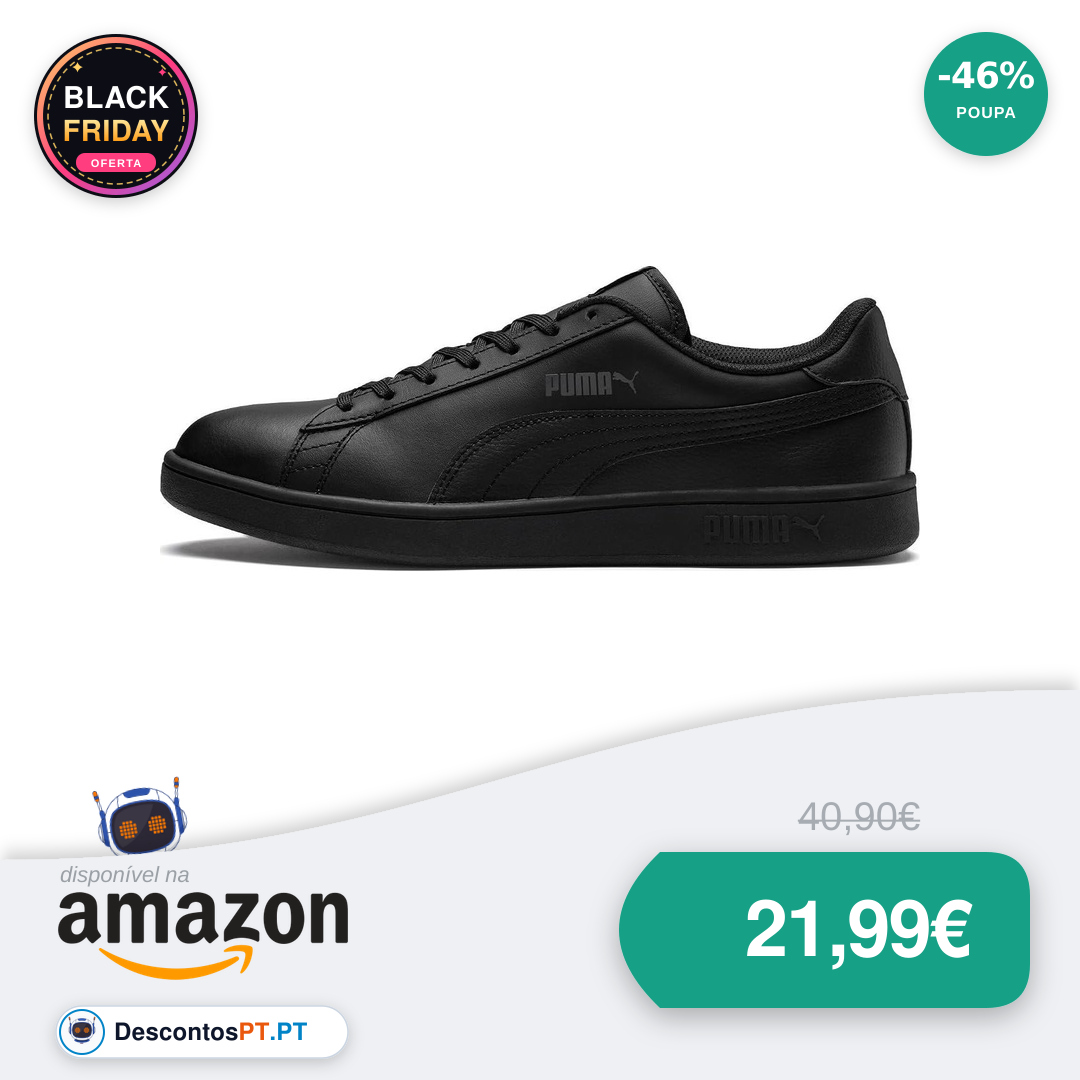 BLACK
FRIDAY
OFERTA
-46%
POUPA
PUMA
PUMA
40,90€
21,99€
disponível na
amazon
DescontosPT.PT